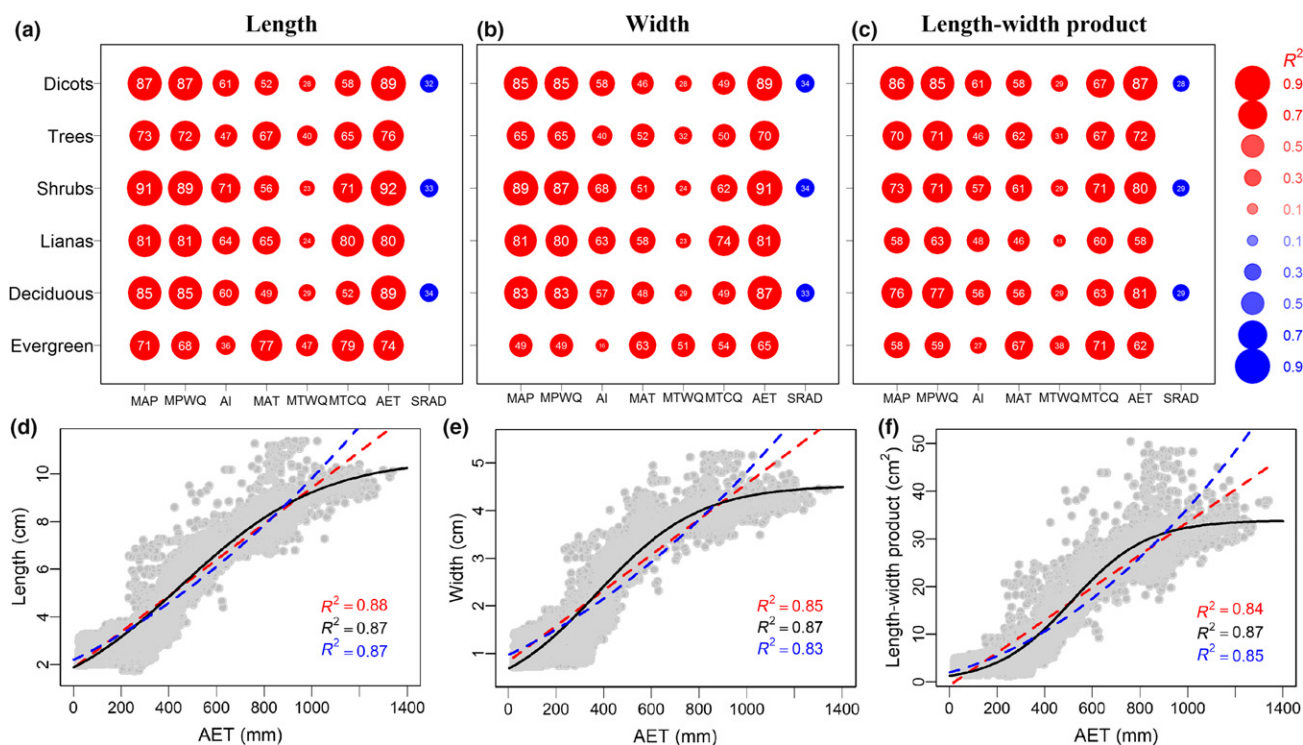 (a) Length
(b) Width
(c) Length-width product
Dicots 87 87 61 52 28 58 89 32
Trees 73 72 47 67 40 65 76
Shrubs 91 89 71 56 23 71 92 33
Lianas 81 81 64 65 24 80 80
Deciduous 85 85 60 49 29 52 89 34
Evergreen 71 68 36 77 47 79 74
MAP MPWQ AI MAT MTWQ MTCQ AET SRAD
85 85 58 46 28 49 89 34
65 65 40 52 32 50 70
89 87 68 51 24 62 91 34
81 80 63 58 23 74 81
83 83 57 48 29 49 87 33
49 49 16 63 51 54 65
MAP MPWQ AI MAT MTWQ MTCQ AET SRAD
86 85 61 58 29 67 87 28
70 71 46 62 31 67 72
73 71 57 61 29 71 80 29
58 63 48 46 13 60 58
76 77 56 56 29 63 81 29
58 59 27 67 38 71 62
MAP MPWQ AI MAT MTWQ MTCQ AET SRAD
R²
0.9
0.7
0.5
0.3
0.1
0.1
0.3
0.5
0.7
0.9
(d)
Length (cm)
10
8
6
4
2
R² = 0.88
R² = 0.87
R² = 0.87
0 200 400 600 800 1000 1400
AET (mm)
(e)
Width (cm)
5
4
3
2
1
R² = 0.85
R² = 0.87
R² = 0.83
0 200 400 600 800 1000 1400
AET (mm)
(f)
Length-width product (cm²)
50
40
30
20
10
0
R² = 0.84
R² = 0.87
R² = 0.85
0 200 400 600 800 1000 1400
AET (mm)